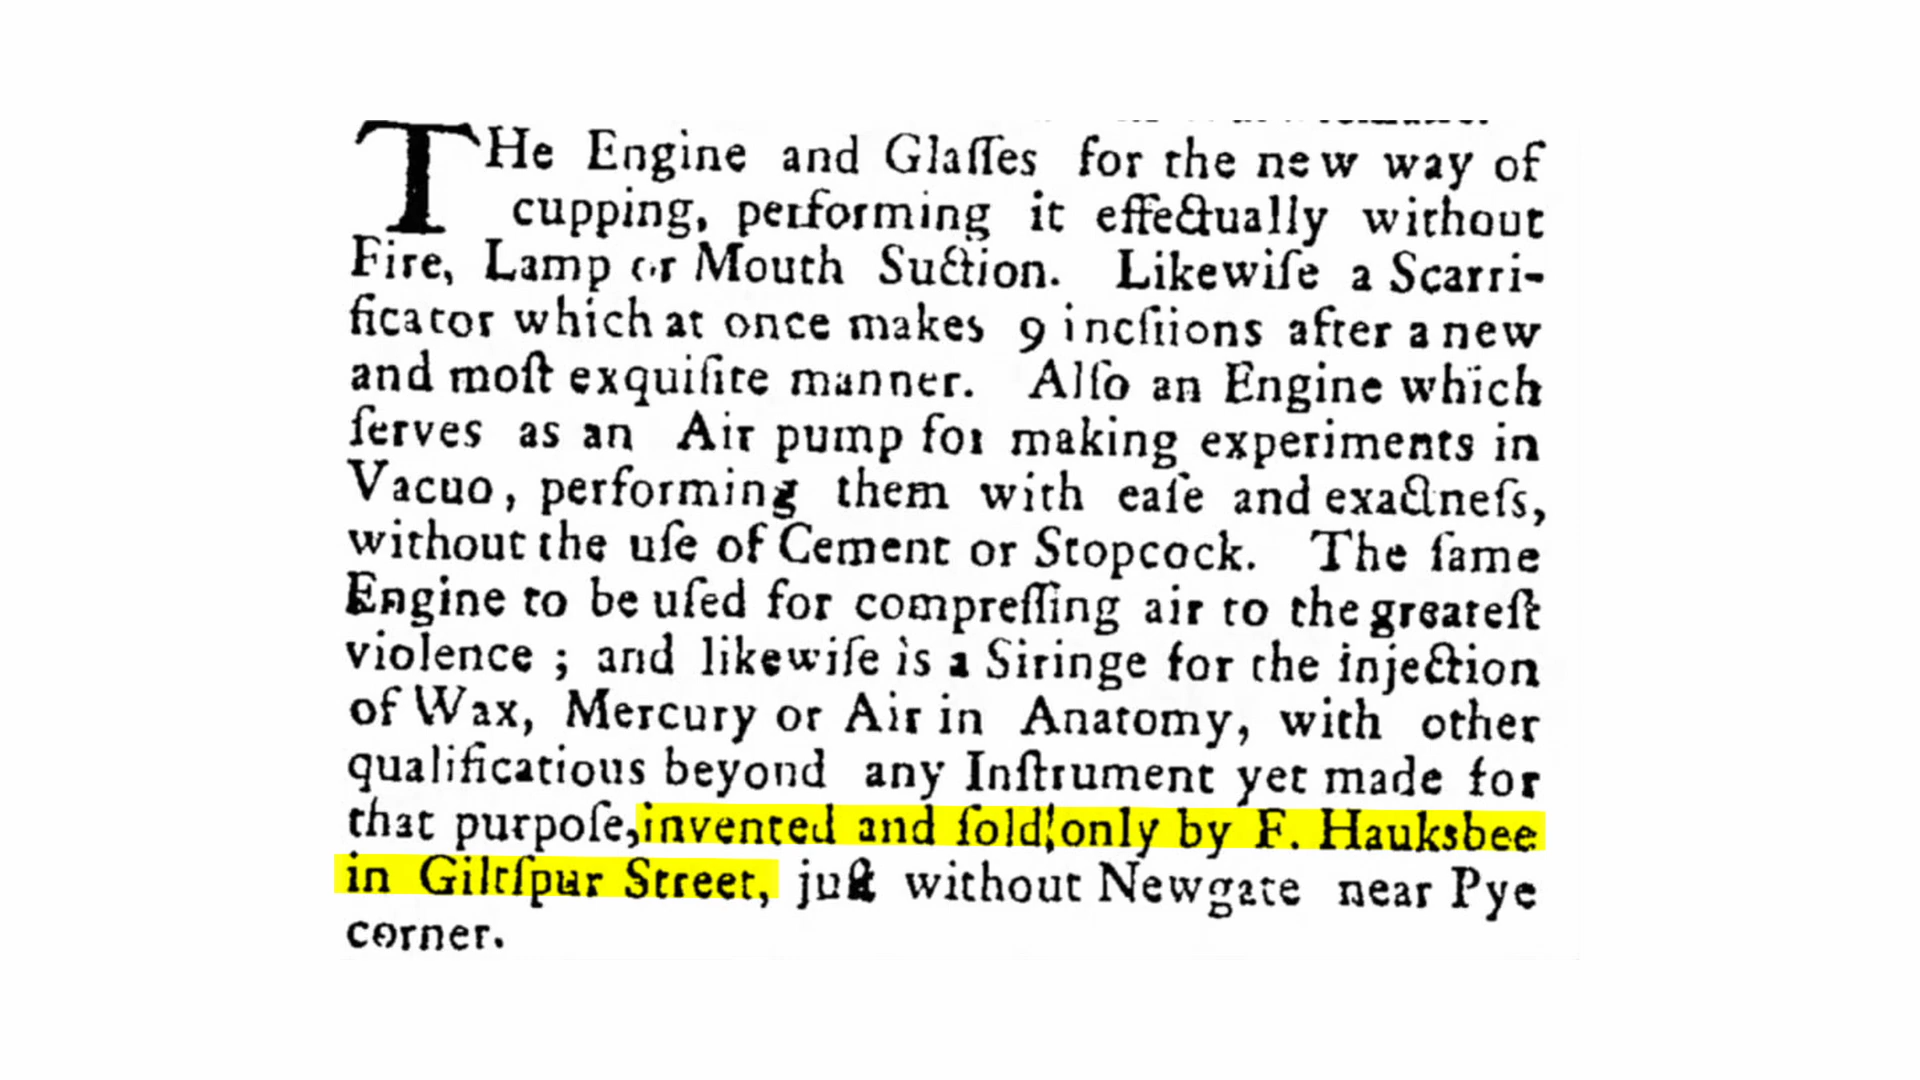 THe Engine and Glaſſes for the new way of
cupping, performing it effectually without
Fire, Lamp or Mouth Suction. Likewiſe a Scarri-
ficator which at once makes 9 incſiions after a new
and moſt exquiſite manner. Alſo an Engine which
ſerves as an Air pump for making experiments in
Vacuo, performing them with eaſe and exactneſs,
without the uſe of Cement or Stopcock. The ſame
Engine to be uſed for compreſſing air to the greateſt
violence ; and likewiſe is a Siringe for the injection
of Wax, Mercury or Air in Anatomy, with other
qualificatious beyond any Inſtrument yet made for
that purpoſe, invented and ſold only by F. Hauksbee
in Giltſpur Street, juſt without Newgate near Pye
corner.